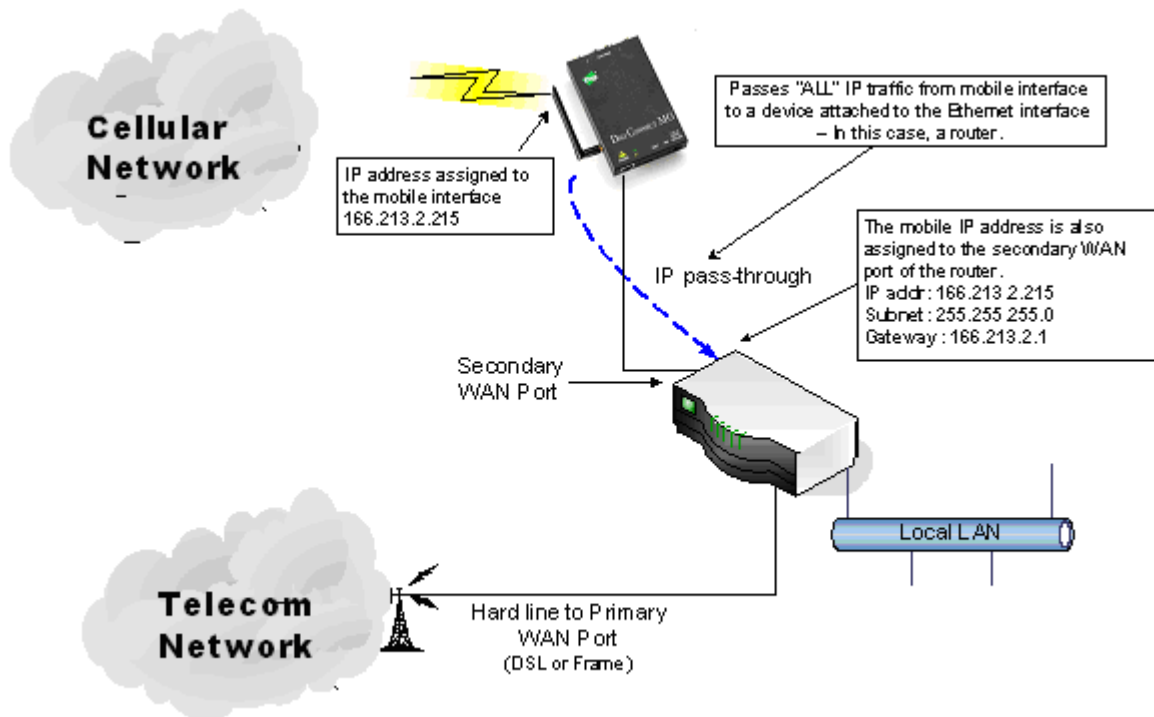 Cellular
Network
IP address assigned to
the mobile interface
166.213.2.215
Passes "ALL" IP traffic from mobile interface
to a device attached to the Ethernet interface
– In this case, a router.
The mobile IP address is also
assigned to the secondary WAN
port of the router.
IP addr: 166.213.2.215
Subnet: 255.255.255.0
Gateway: 166.213.2.1
IP pass-through
Secondary
WAN Port
Local LAN
Telecom
Network
Hard line to Primary
WAN Port
(DSL or Frame)